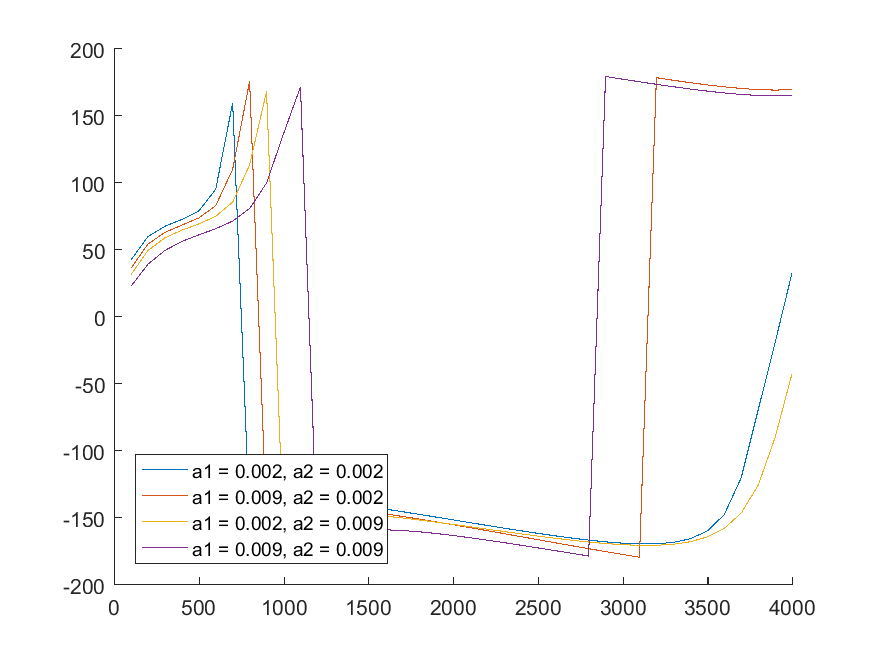 200
150
100
50
0
-50
-100
-150
-200
a1 = 0.002, a2 = 0.002
a1 = 0.009, a2 = 0.002
a1 = 0.002, a2 = 0.009
a1 = 0.009, a2 = 0.009
0 500 1000 1500 2000 2500 3000 3500 4000